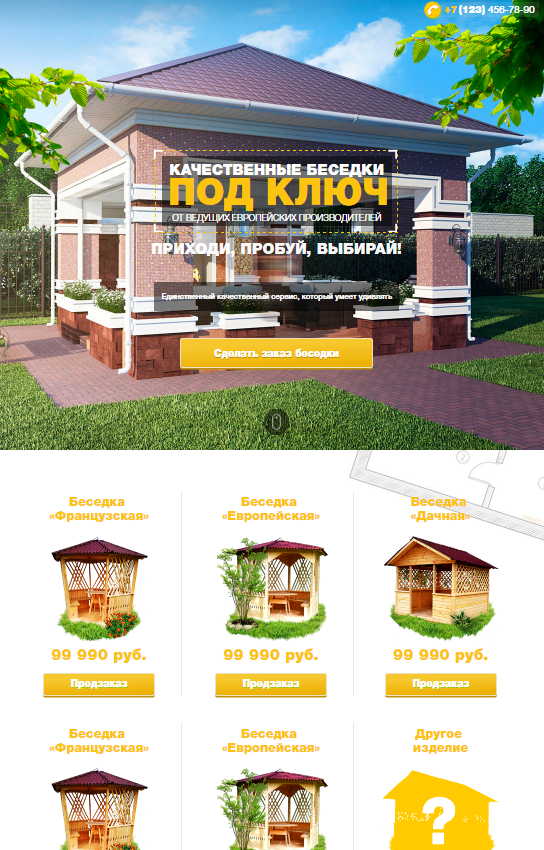 +7 (123) 456-78-90
КАЧЕСТВЕННЫЕ БЕСЕДКИ
ПОД КЛЮЧ
ОТ ВЕДУЩИХ ЕВРОПЕЙСКИХ ПРОИЗВОДИТЕЛЕЙ
ПРИХОДИ, ПРОБУЙ, ВЫБИРАЙ!
Единственный качественный сервис, который умеет удивлять
Сделать заказ беседки
Беседка
«Французская»
99 990 руб.
Предзаказ
Беседка
«Европейская»
99 990 руб.
Предзаказ
Беседка
«Дачная»
99 990 руб.
Предзаказ
Беседка
«Французская»
Беседка
«Европейская»
Другое
изделие
?